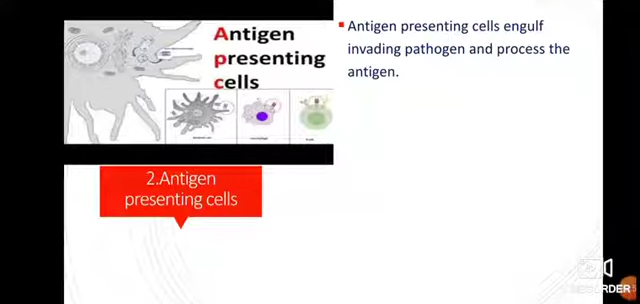 Antigen
presenting
cells
Antigen presenting cells engulf
invading pathogen and process the
antigen.
2.Antigen
presenting cells